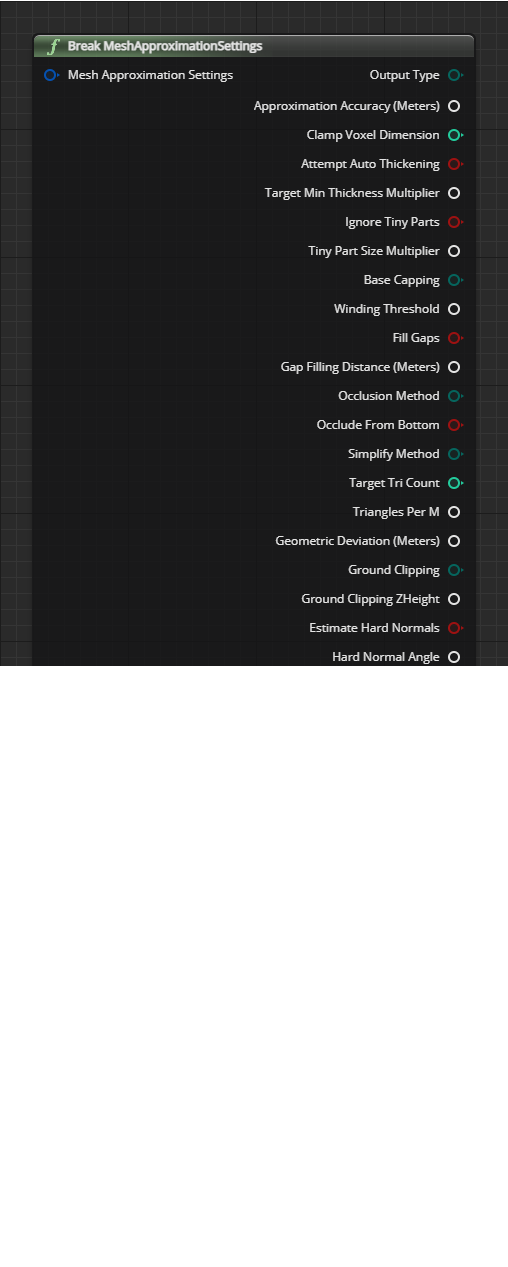 Break MeshApproximationSettings
Mesh Approximation Settings Output Type
Approximation Accuracy (Meters)
Clamp Voxel Dimension
Attempt Auto Thickening
Target Min Thickness Multiplier
Ignore Tiny Parts
Tiny Part Size Multiplier
Base Capping
Winding Threshold
Fill Gaps
Gap Filling Distance (Meters)
Occlusion Method
Occlude From Bottom
Simplify Method
Target Tri Count
Triangles Per M
Geometric Deviation (Meters)
Ground Clipping
Ground Clipping ZHeight
Estimate Hard Normals
Hard Normal Angle